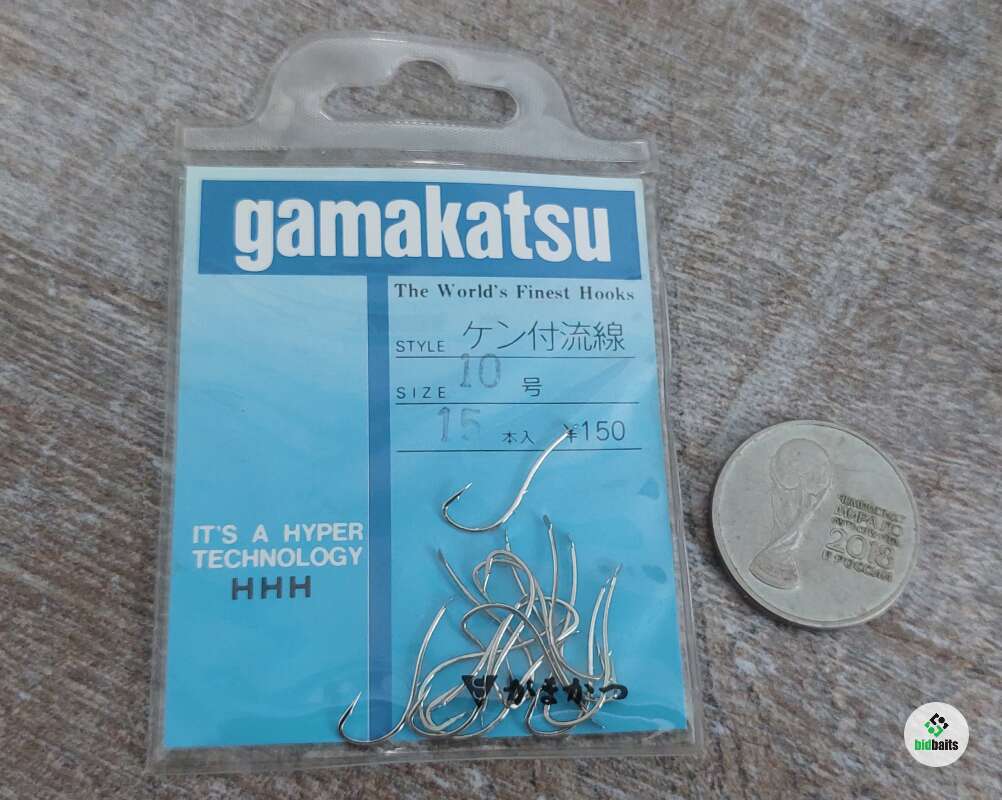 gamakatsu
The World's Finest Hooks
STYLE ケン付流線
SIZE 10 号
15 本入 ¥150
IT'S A HYPER
TECHNOLOGY
HHH
がまかつ
2018
В РОССИИ
bidbaits